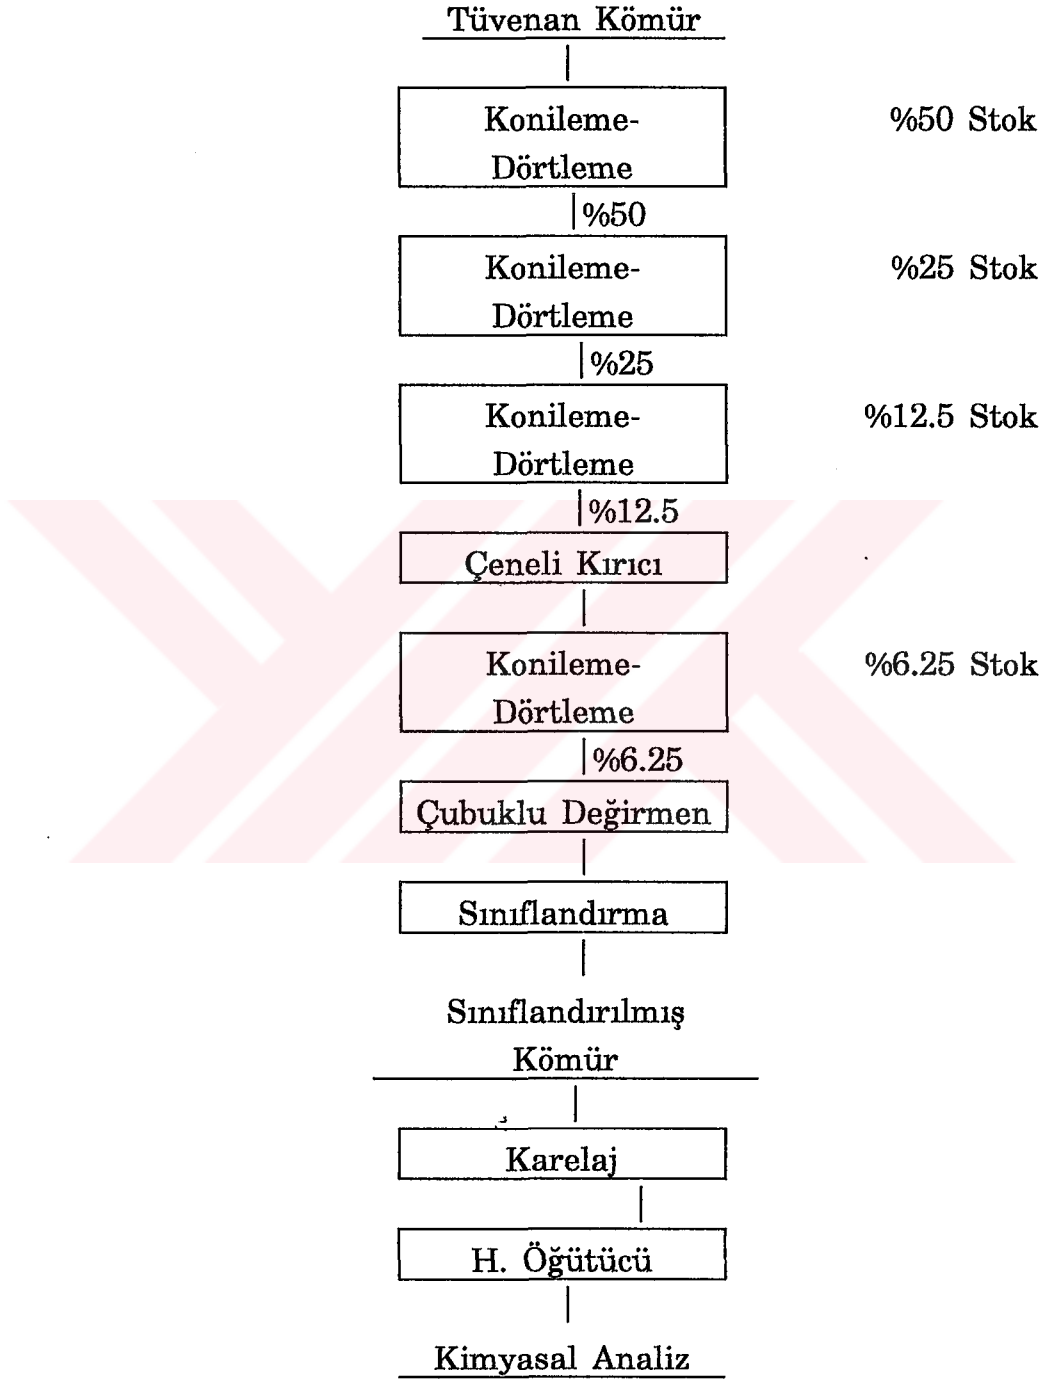 Tüvenan Kömür
Konileme- %50 Stok
Dörtleme
%50
Konileme- %25 Stok
Dörtleme
%25
Konileme- %12.5 Stok
Dörtleme
%12.5
Çeneli Kırıcı
Konileme- %6.25 Stok
Dörtleme
%6.25
Çubuklu Değirmen
Sınıflandırma
Sınıflandırılmış
Kömür
Karelaj
H. Öğütücü
Kimyasal Analiz